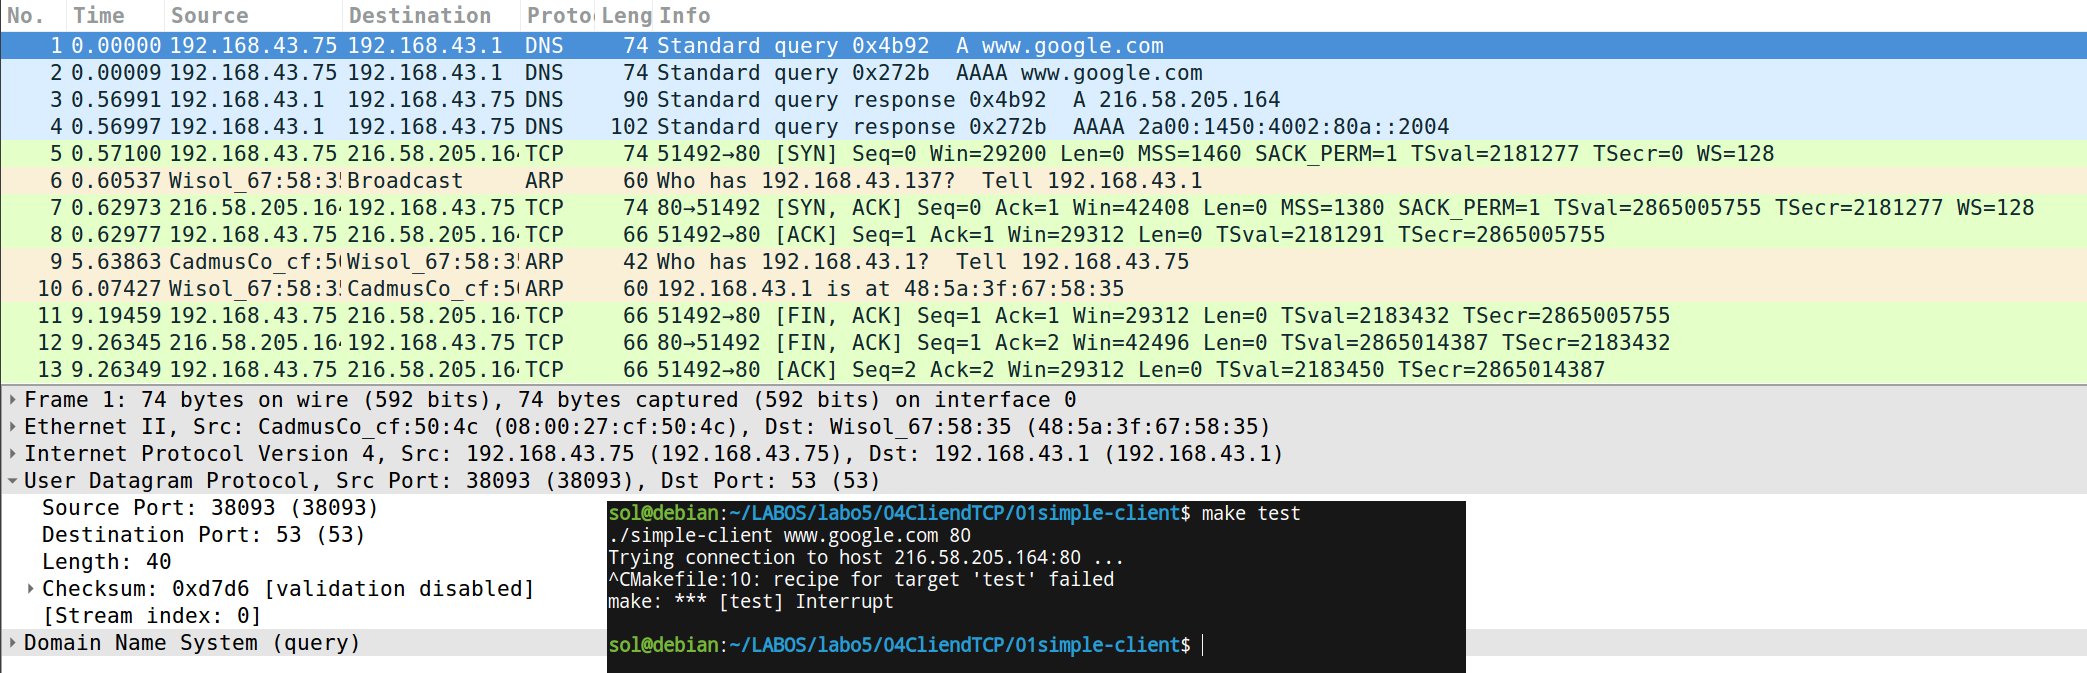 No. Time Source Destination Proto Leng Info
1 0.00000 192.168.43.75 192.168.43.1 DNS 74 Standard query 0x4b92 A www.google.com
2 0.00009 192.168.43.75 192.168.43.1 DNS 74 Standard query 0x272b AAAA www.google.com
3 0.56991 192.168.43.1 192.168.43.75 DNS 90 Standard query response 0x4b92 A 216.58.205.164
4 0.56997 192.168.43.1 192.168.43.75 DNS 102 Standard query response 0x272b AAAA 2a00:1450:4002:80a::2004
5 0.57100 192.168.43.75 216.58.205.16 TCP 74 51492→80 [SYN] Seq=0 Win=29200 Len=0 MSS=1460 SACK_PERM=1 TSval=2181277 TSecr=0 WS=128
6 0.60537 Wisol_67:58:3 Broadcast ARP 60 Who has 192.168.43.137? Tell 192.168.43.1
7 0.62973 216.58.205.16 192.168.43.75 TCP 74 80→51492 [SYN, ACK] Seq=0 Ack=1 Win=42408 Len=0 MSS=1380 SACK_PERM=1 TSval=2865005755 TSecr=2181277 WS=128
8 0.62977 192.168.43.75 216.58.205.16 TCP 66 51492→80 [ACK] Seq=1 Ack=1 Win=29312 Len=0 TSval=2181291 TSecr=2865005755
9 5.63863 CadmusCo_cf:5 Wisol_67:58:3 ARP 42 Who has 192.168.43.1? Tell 192.168.43.75
10 6.07427 Wisol_67:58:3 CadmusCo_cf:5 ARP 60 192.168.43.1 is at 48:5a:3f:67:58:35
11 9.19459 192.168.43.75 216.58.205.16 TCP 66 51492→80 [FIN, ACK] Seq=1 Ack=1 Win=29312 Len=0 TSval=2183432 TSecr=2865005755
12 9.26345 216.58.205.16 192.168.43.75 TCP 66 80→51492 [FIN, ACK] Seq=1 Ack=2 Win=42496 Len=0 TSval=2865014387 TSecr=2183432
13 9.26349 192.168.43.75 216.58.205.16 TCP 66 51492→80 [ACK] Seq=2 Ack=2 Win=29312 Len=0 TSval=2183450 TSecr=2865014387
Frame 1: 74 bytes on wire (592 bits), 74 bytes captured (592 bits) on interface 0
Ethernet II, Src: CadmusCo_cf:50:4c (08:00:27:cf:50:4c), Dst: Wisol_67:58:35 (48:5a:3f:67:58:35)
Internet Protocol Version 4, Src: 192.168.43.75 (192.168.43.75), Dst: 192.168.43.1 (192.168.43.1)
User Datagram Protocol, Src Port: 38093 (38093), Dst Port: 53 (53)
Source Port: 38093 (38093)
Destination Port: 53 (53)
Length: 40
Checksum: 0xd7d6 [validation disabled]
[Stream index: 0]
Domain Name System (query)
sol@debian:~/LABOS/labo5/04CliendTCP/01simple-client$ make test
./simple-client www.google.com 80
Trying connection to host 216.58.205.164:80 ...
^CMakefile:10: recipe for target 'test' failed
make: *** [test] Interrupt
sol@debian:~/LABOS/labo5/04CliendTCP/01simple-client$